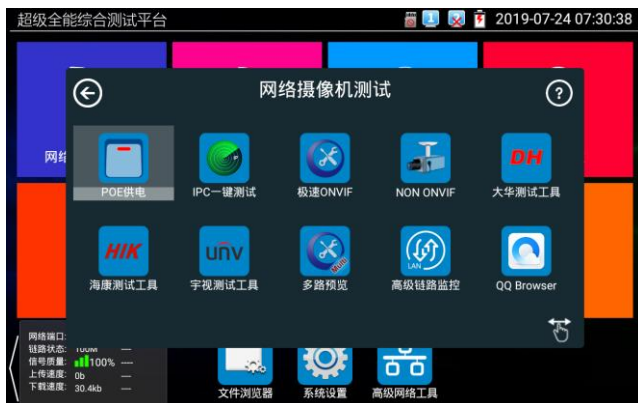 超级全能综合测试平台
2019-07-24 07:30:38
网络摄像机测试
?
网络
POE供电
IPC一键测试
极速ONVIF
NON ONVIF
DH
大华测试工具
HIK
海康测试工具
unv
宇视测试工具
Multi
多路预览
LAN
高级链路监控
QQ Browser
网络端口:
链路状态: 100M ---
信号质量: 100% ---
上传速度: 0b ---
下载速度: 30.4kb ---
文件浏览器
系统设置
高级网络工具